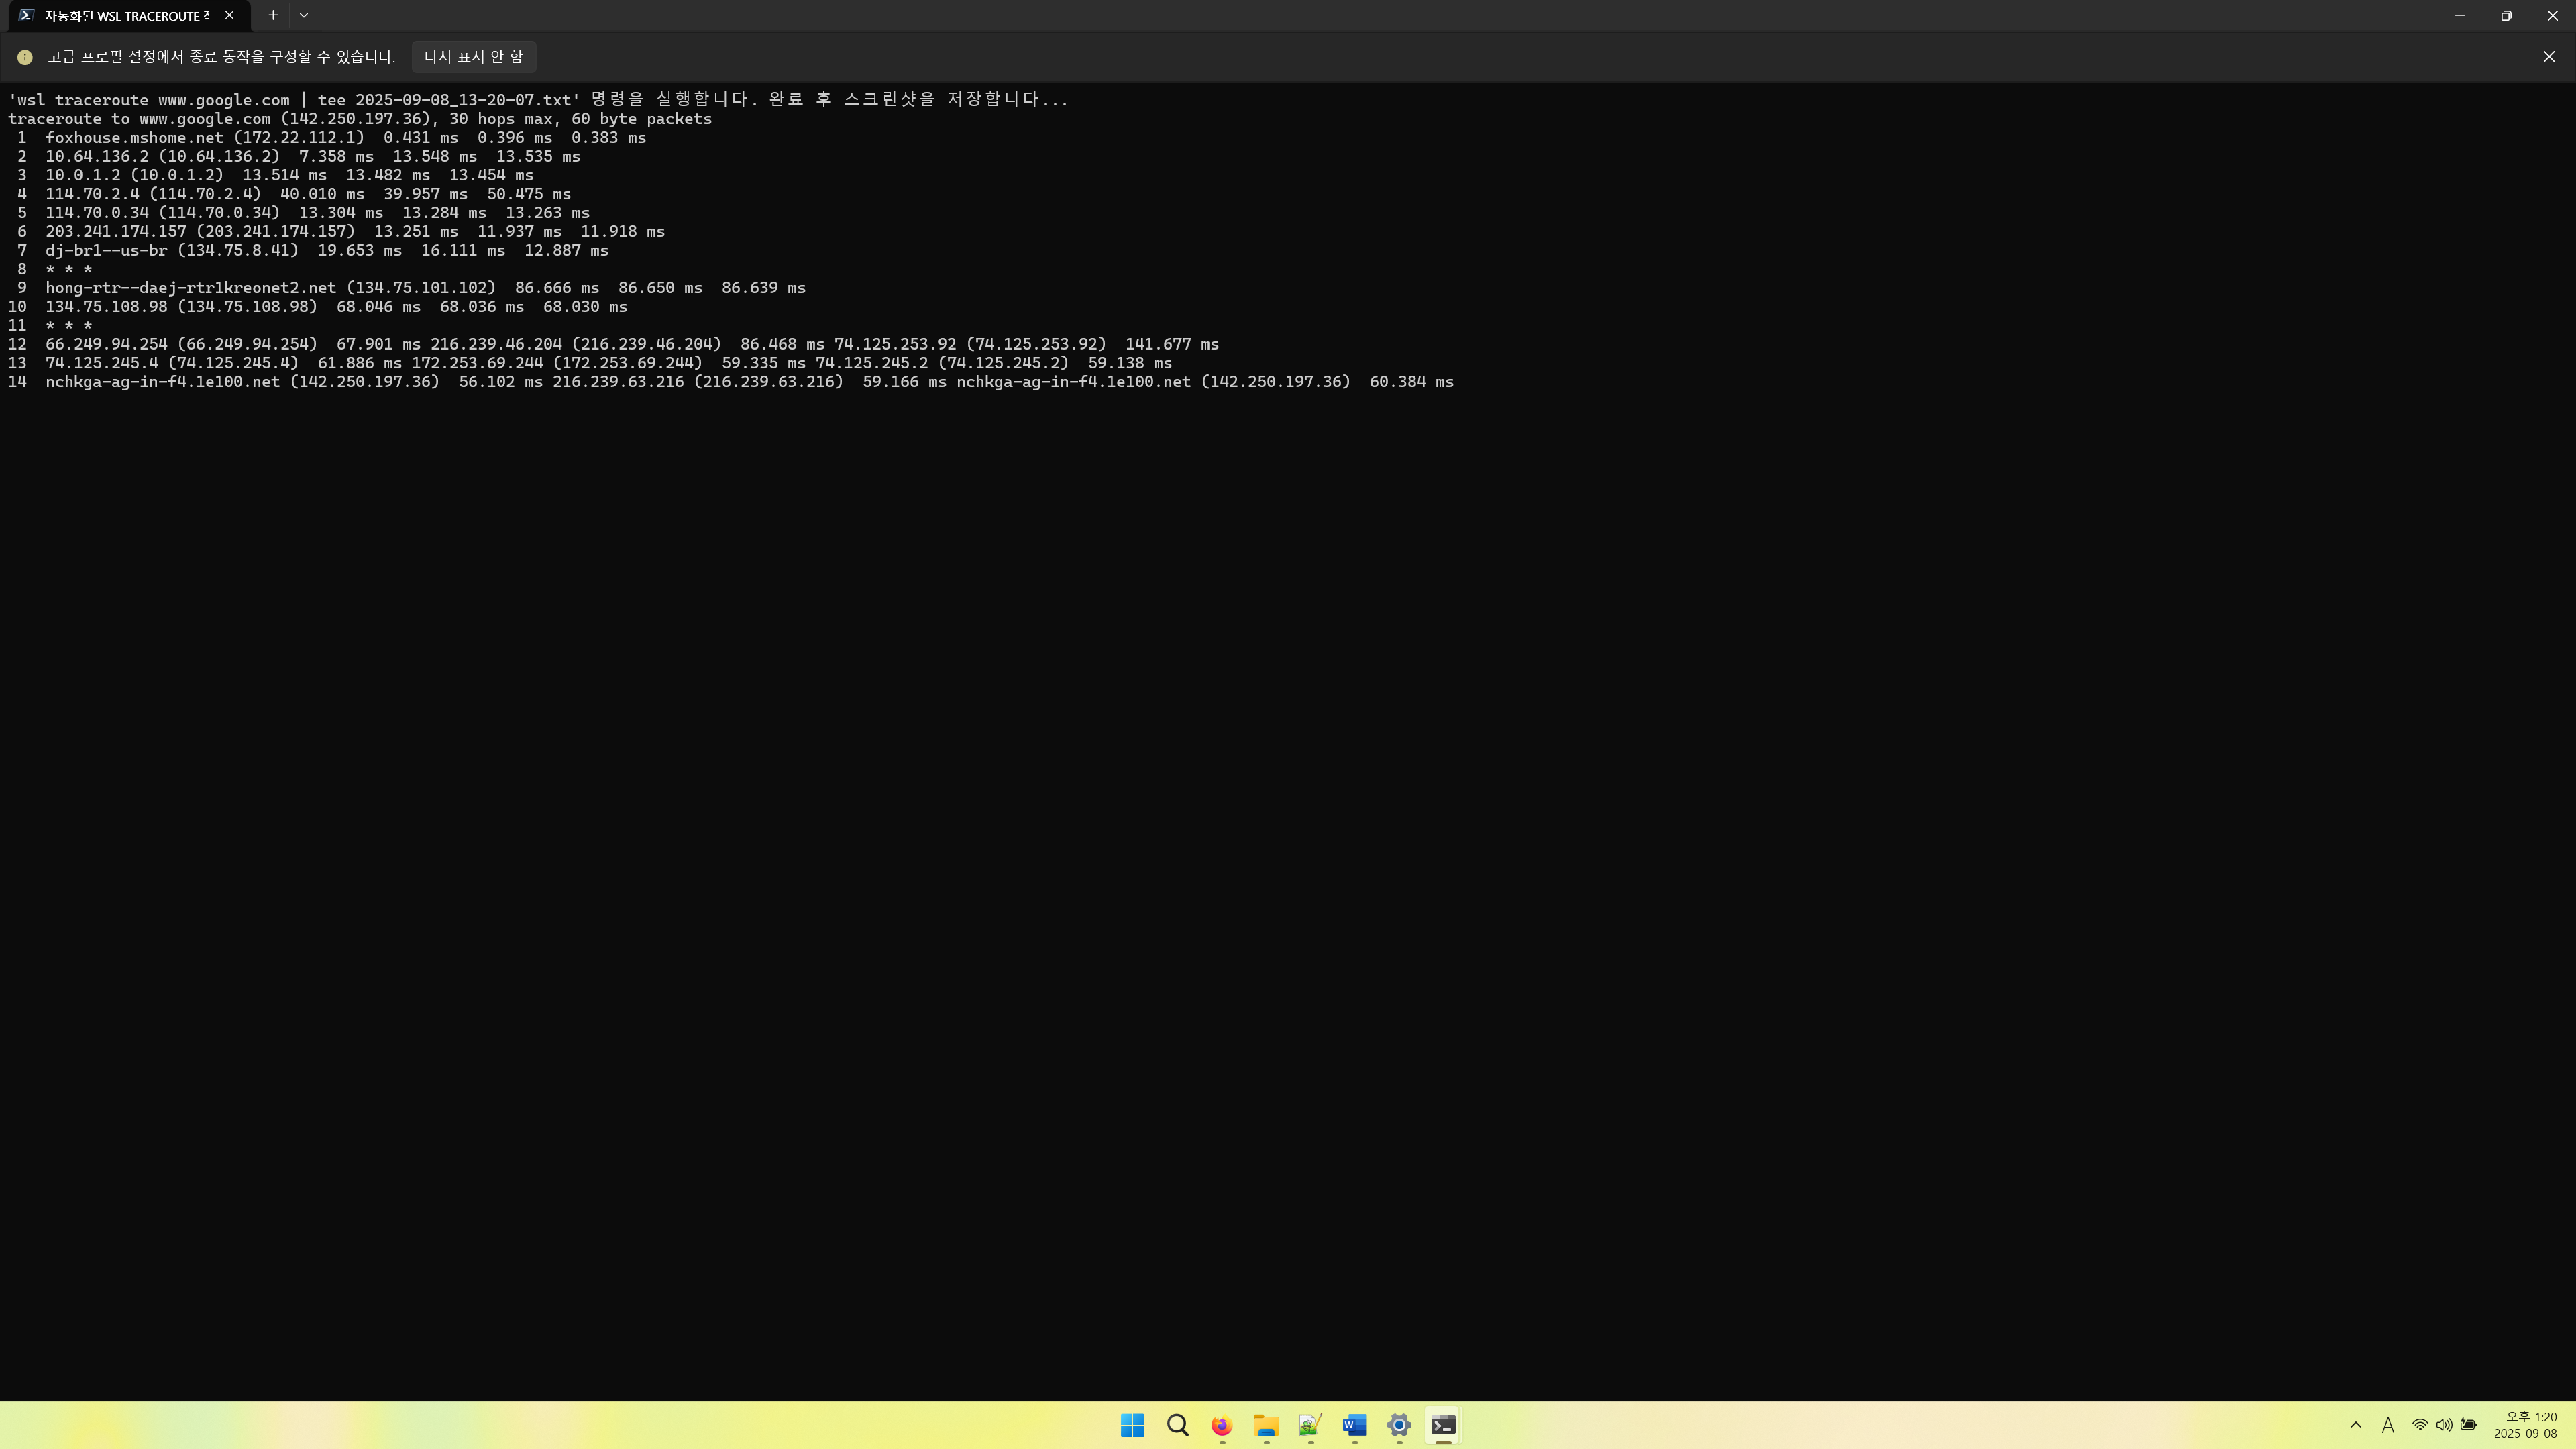 자동화된 WSL TRACEROUTE
고급 프로필 설정에서 종료 동작을 구성할 수 있습니다. 다시 표시 안 함
'wsl traceroute www.google.com | tee 2025-09-08_13-20-07.txt' 명령을 실행합니다. 완료 후 스크린샷을 저장합니다...
traceroute to www.google.com (142.250.197.36), 30 hops max, 60 byte packets
 1  foxhouse.mshome.net (172.22.112.1)  0.431 ms  0.396 ms  0.383 ms
 2  10.64.136.2 (10.64.136.2)  7.358 ms  13.548 ms  13.535 ms
 3  10.0.1.2 (10.0.1.2)  13.514 ms  13.482 ms  13.454 ms
 4  114.70.2.4 (114.70.2.4)  40.010 ms  39.957 ms  50.475 ms
 5  114.70.0.34 (114.70.0.34)  13.304 ms  13.284 ms  13.263 ms
 6  203.241.174.157 (203.241.174.157)  13.251 ms  11.937 ms  11.918 ms
 7  dj-br1--us-br (134.75.8.41)  19.653 ms  16.111 ms  12.887 ms
 8  * * *
 9  hong-rtr--daej-rtr1kreonet2.net (134.75.101.102)  86.666 ms  86.650 ms  86.639 ms
10  134.75.108.98 (134.75.108.98)  68.046 ms  68.036 ms  68.030 ms
11  * * *
12  66.249.94.254 (66.249.94.254)  67.901 ms 216.239.46.204 (216.239.46.204)  86.468 ms 74.125.253.92 (74.125.253.92)  141.677 ms
13  74.125.245.4 (74.125.245.4)  61.886 ms 172.253.69.244 (172.253.69.244)  59.335 ms 74.125.245.2 (74.125.245.2)  59.138 ms
14  nchkga-ag-in-f4.1e100.net (142.250.197.36)  56.102 ms 216.239.63.216 (216.239.63.216)  59.166 ms nchkga-ag-in-f4.1e100.net (142.250.197.36)  60.384 ms
A
오후 1:20
2025-09-08